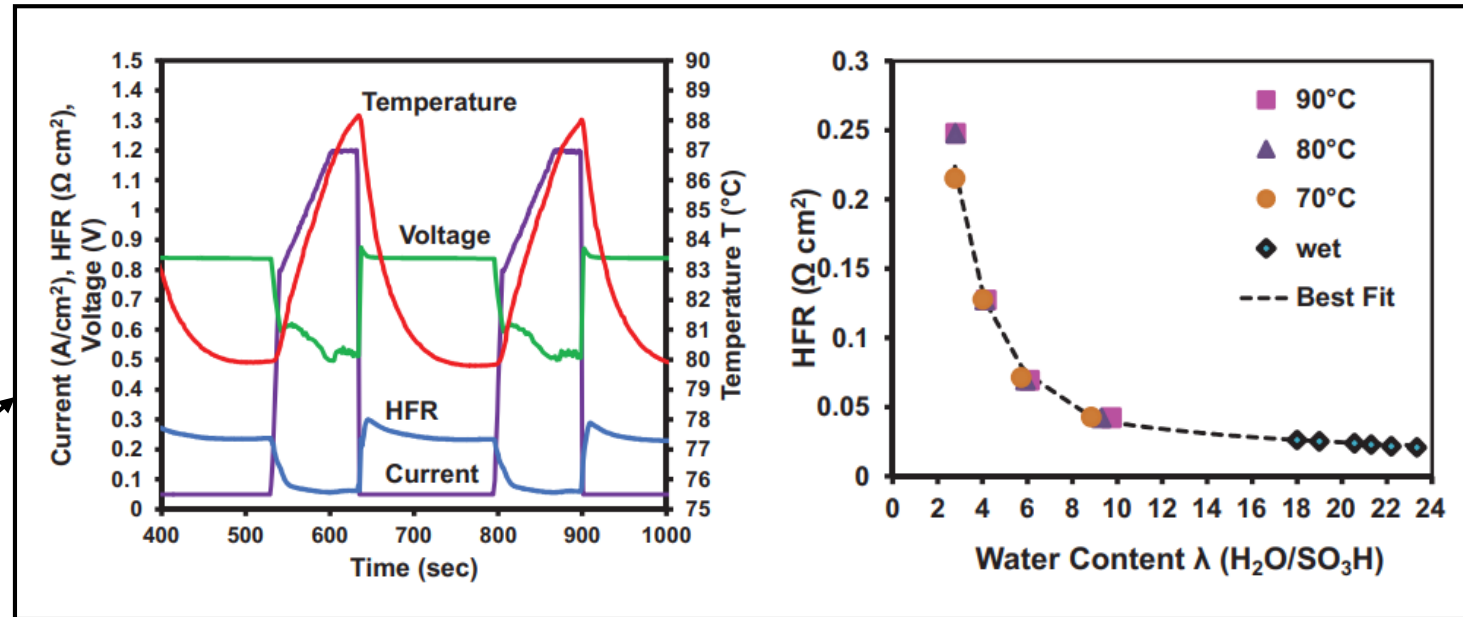 Current (A/cm²), HFR (Ω cm²),
Voltage (V)
1.5
1.4
1.3
1.2
1.1
1
0.9
0.8
0.7
0.6
0.5
0.4
0.3
0.2
0.1
0
Temperature
Voltage
HFR
Current
90
89
88
87
86
85
84
83
82
81
80
79
78
77
76
75
Temperature T (°C)
400 500 600 700 800 900 1000
Time (sec)
HFR (Ω cm²)
0.3
0.25
0.2
0.15
0.1
0.05
0
90°C
80°C
70°C
wet
Best Fit
0 2 4 6 8 10 12 14 16 18 20 22 24
Water Content λ (H₂O/SO₃H)